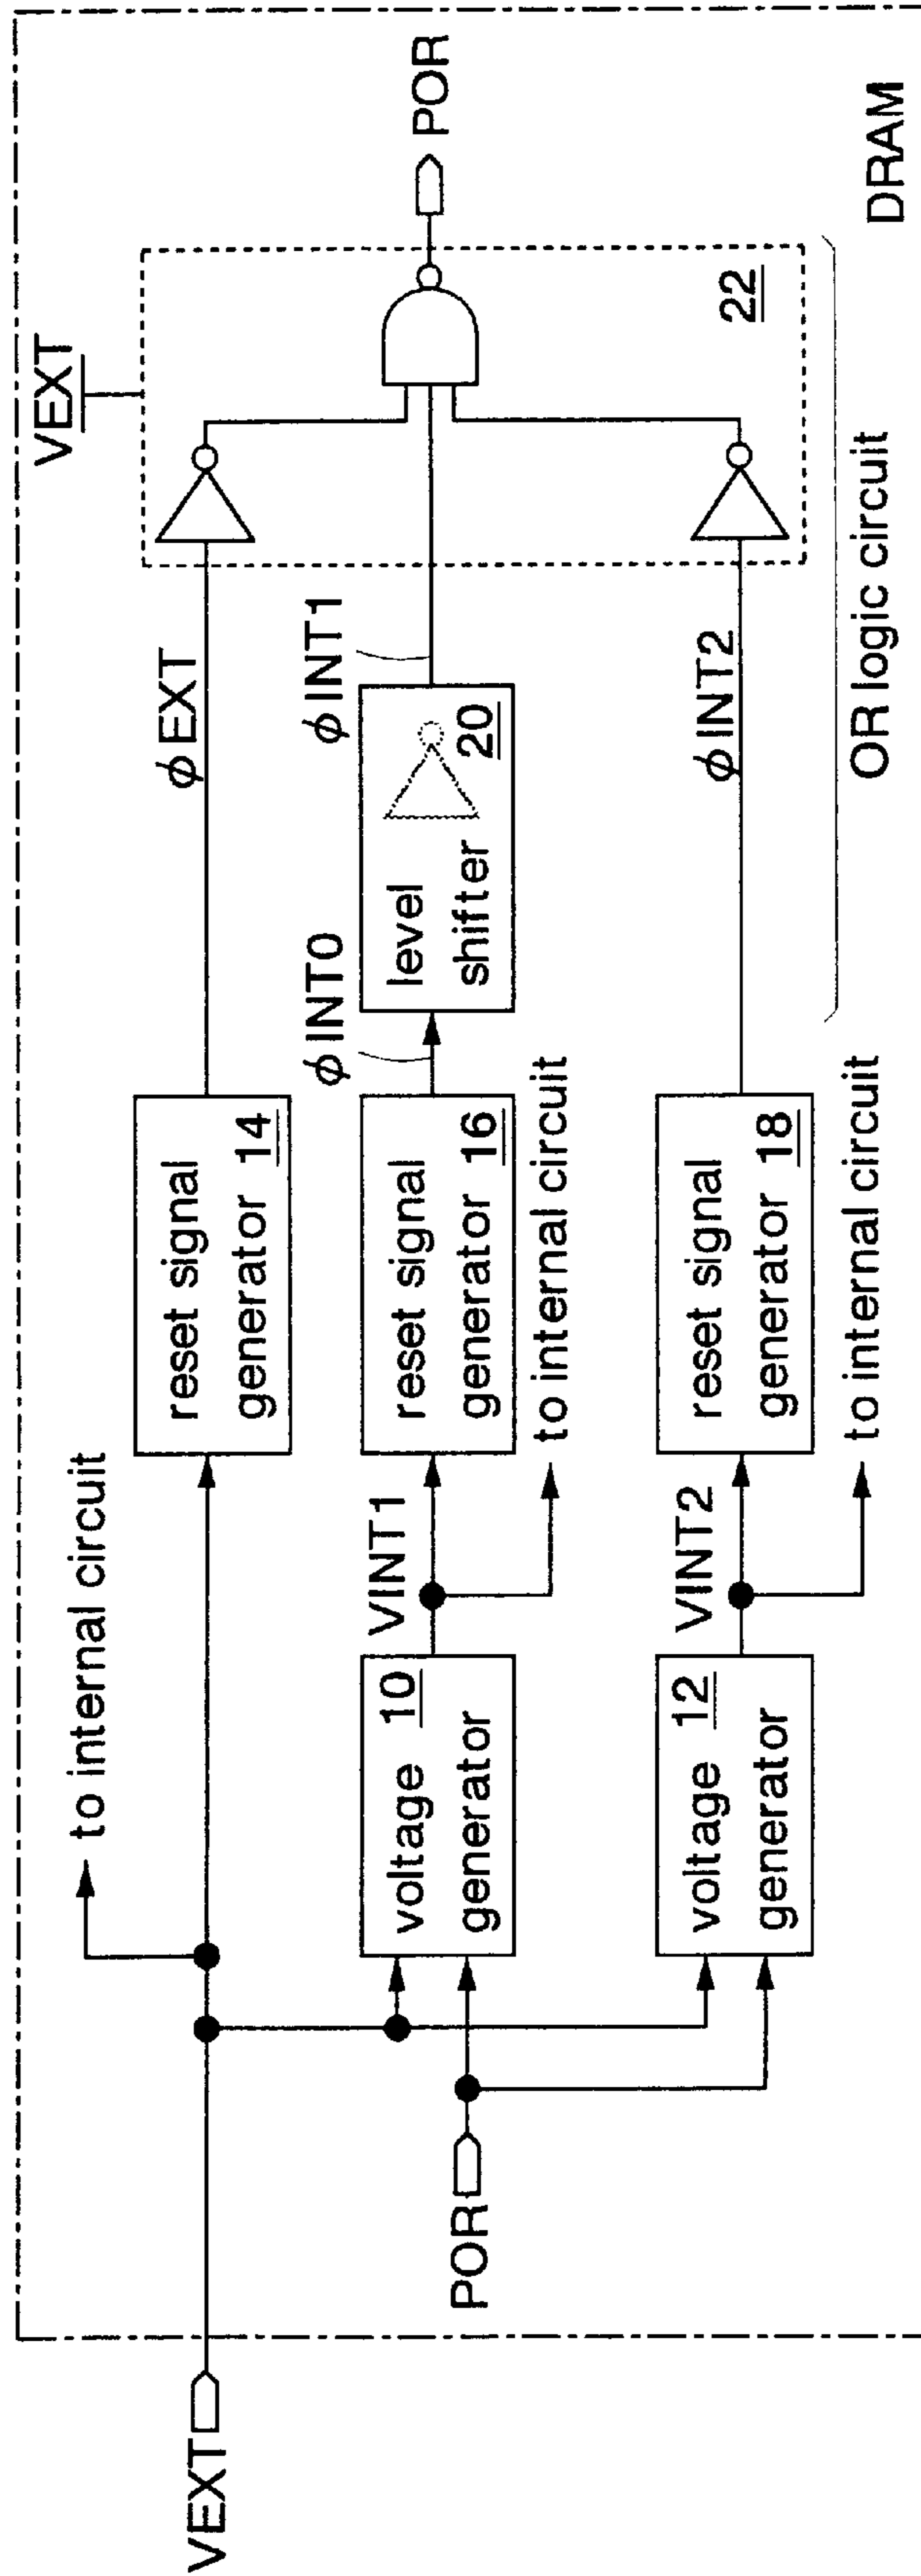 VEXT
to internal circuit
reset signal
generator 14
φEXT
VEXT
POR
voltage 10
generator
VINT1
reset signal
generator 16
to internal circuit
φINT0
level
shifter 20
φINT1
22
POR
voltage 12
generator
VINT2
reset signal
generator 18
to internal circuit
φINT2
OR logic circuit
DRAM